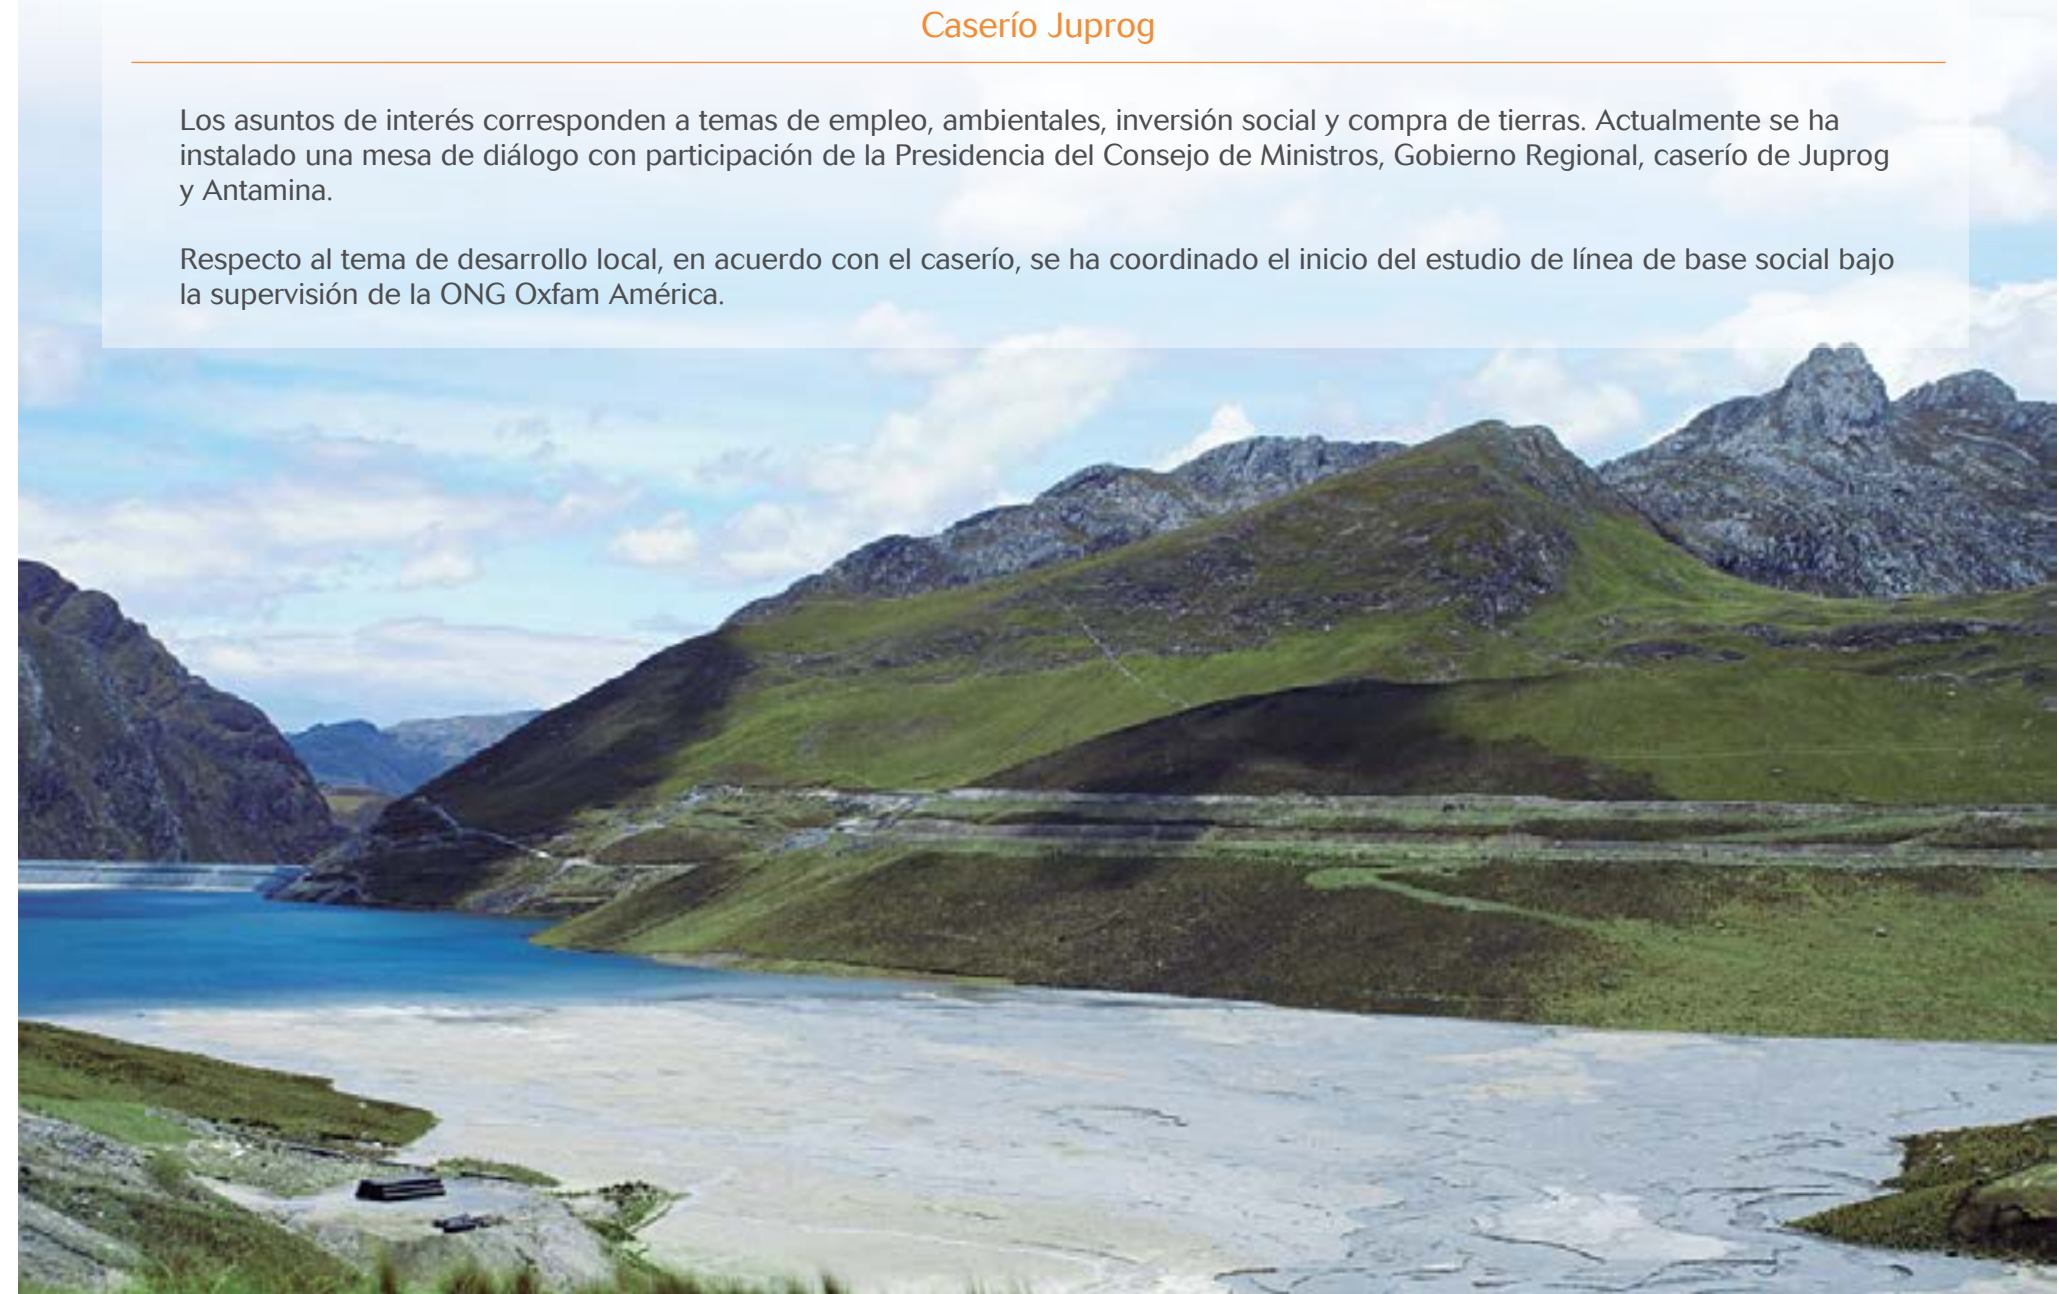 Caserío Juprog
Los asuntos de interés corresponden a temas de empleo, ambientales, inversión social y compra de tierras. Actualmente se ha
instalado una mesa de diálogo con participación de la Presidencia del Consejo de Ministros, Gobierno Regional, caserío de Juprog
y Antamina.
Respecto al tema de desarrollo local, en acuerdo con el caserío, se ha coordinado el inicio del estudio de línea de base social bajo
la supervisión de la ONG Oxfam América.